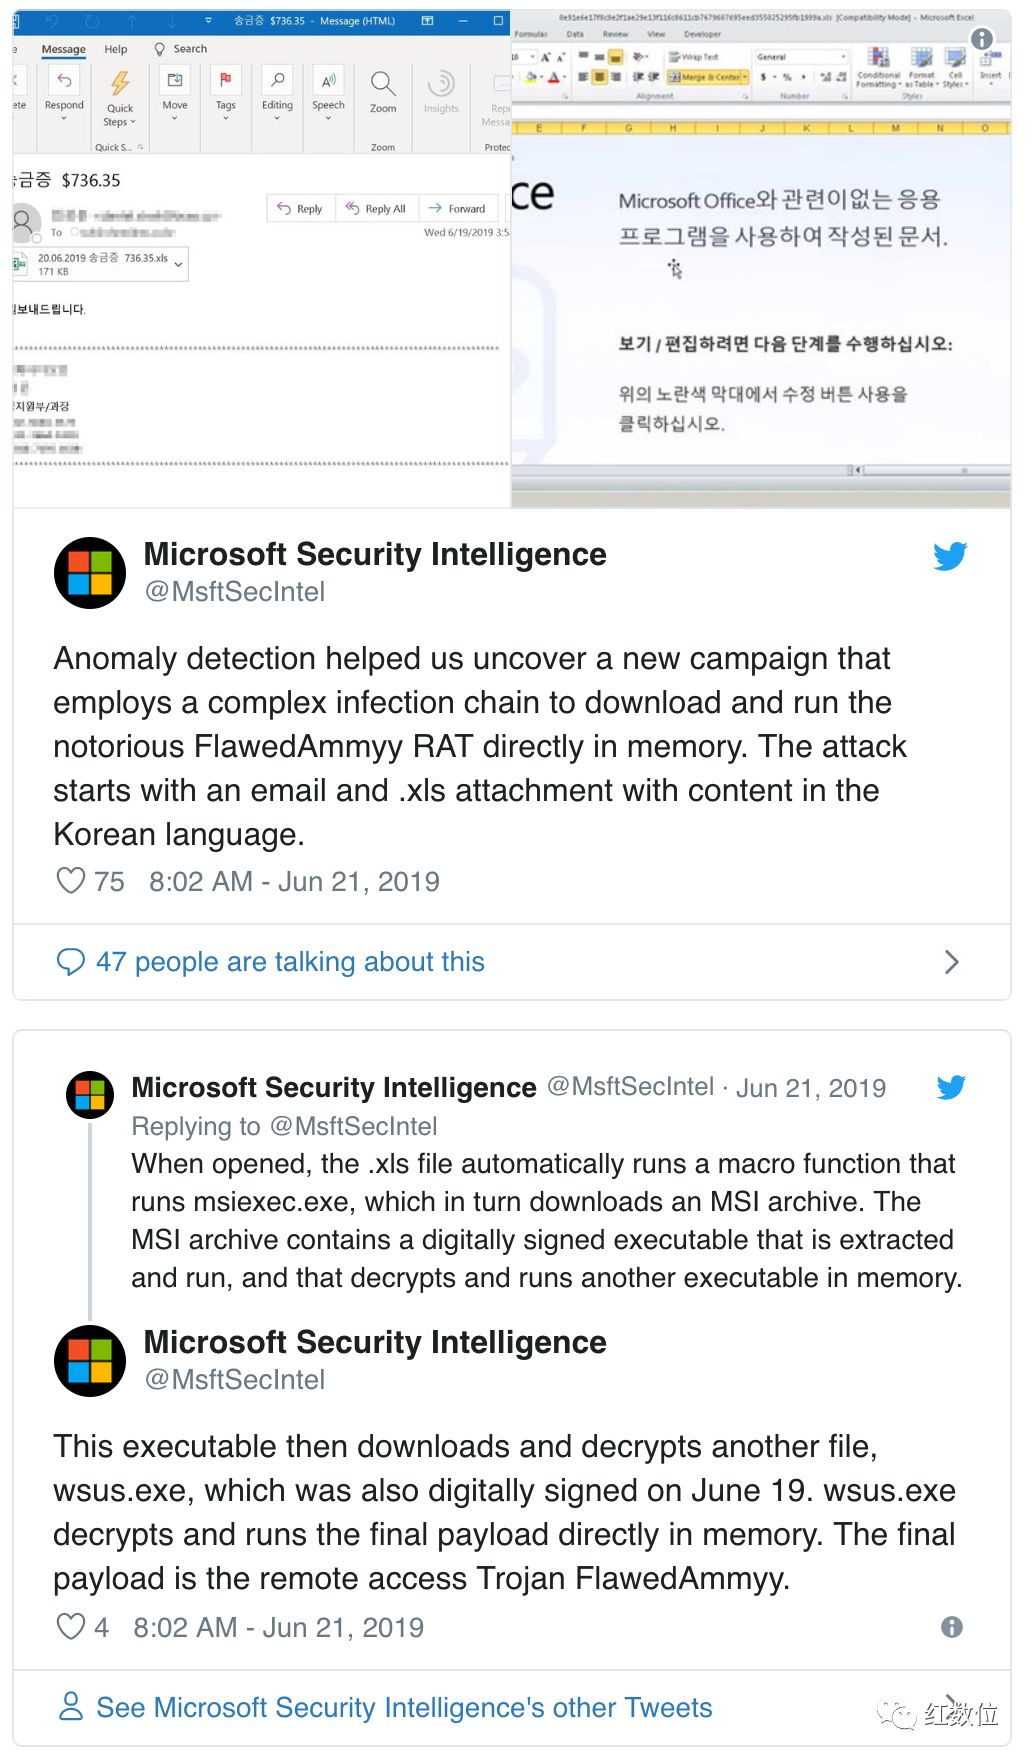 송금증 $736.35 - Message (HTML)
Message Help Search
Respond
Quick Steps
Move
Tags
Editing
Speech
Zoom
Insights
Quick S...
Zoom
송금증 $736.35
Reply Reply All Forward
To
Wed 6/19/2019
20.06.2019 송금증 736.35.xls
171 KB
보내드립니다.
지원부/과장
[Compatibility Mode] - Microsoft Excel
Formulas Data Review View Developer
Wrap Text
General
Merge & Center
Conditional Formatting
Format as Table
Cell Styles
Insert
Alignment
Number
Styles
E F G H I J K L M N O
ce
Microsoft Office와 관련이없는 응용
프로그램을 사용하여 작성된 문서.
보기 / 편집하려면 다음 단계를 수행하십시오:
위의 노란색 막대에서 수정 버튼 사용을
클릭하십시오.
Microsoft Security Intelligence
@MsftSecIntel
Anomaly detection helped us uncover a new campaign that
employs a complex infection chain to download and run the
notorious FlawedAmmyy RAT directly in memory. The attack
starts with an email and .xls attachment with content in the
Korean language.
75 8:02 AM - Jun 21, 2019
47 people are talking about this
Microsoft Security Intelligence @MsftSecIntel · Jun 21, 2019
Replying to @MsftSecIntel
When opened, the .xls file automatically runs a macro function that
runs msiexec.exe, which in turn downloads an MSI archive. The
MSI archive contains a digitally signed executable that is extracted
and run, and that decrypts and runs another executable in memory.
Microsoft Security Intelligence
@MsftSecIntel
This executable then downloads and decrypts another file,
wsus.exe, which was also digitally signed on June 19. wsus.exe
decrypts and runs the final payload directly in memory. The final
payload is the remote access Trojan FlawedAmmyy.
4 8:02 AM - Jun 21, 2019
See Microsoft Security Intelligence's other Tweets
红数位